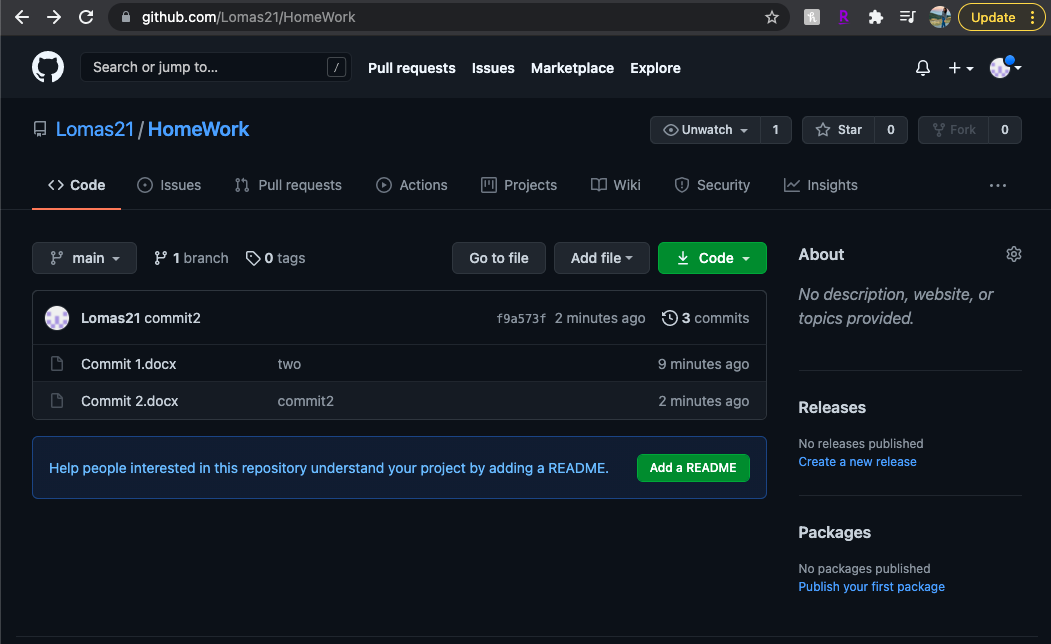 github.com/Lomas21/HomeWork
Update
Search or jump to... /
Pull requests Issues Marketplace Explore
Lomas21 / HomeWork
Unwatch 1 Star 0 Fork 0
Code Issues Pull requests Actions Projects Wiki Security Insights
main 1 branch 0 tags Go to file Add file Code
Lomas21 commit2 f9a573f 2 minutes ago 3 commits
Commit 1.docx two 9 minutes ago
Commit 2.docx commit2 2 minutes ago
Help people interested in this repository understand your project by adding a README. Add a README
About
No description, website, or
topics provided.
Releases
No releases published
Create a new release
Packages
No packages published
Publish your first package